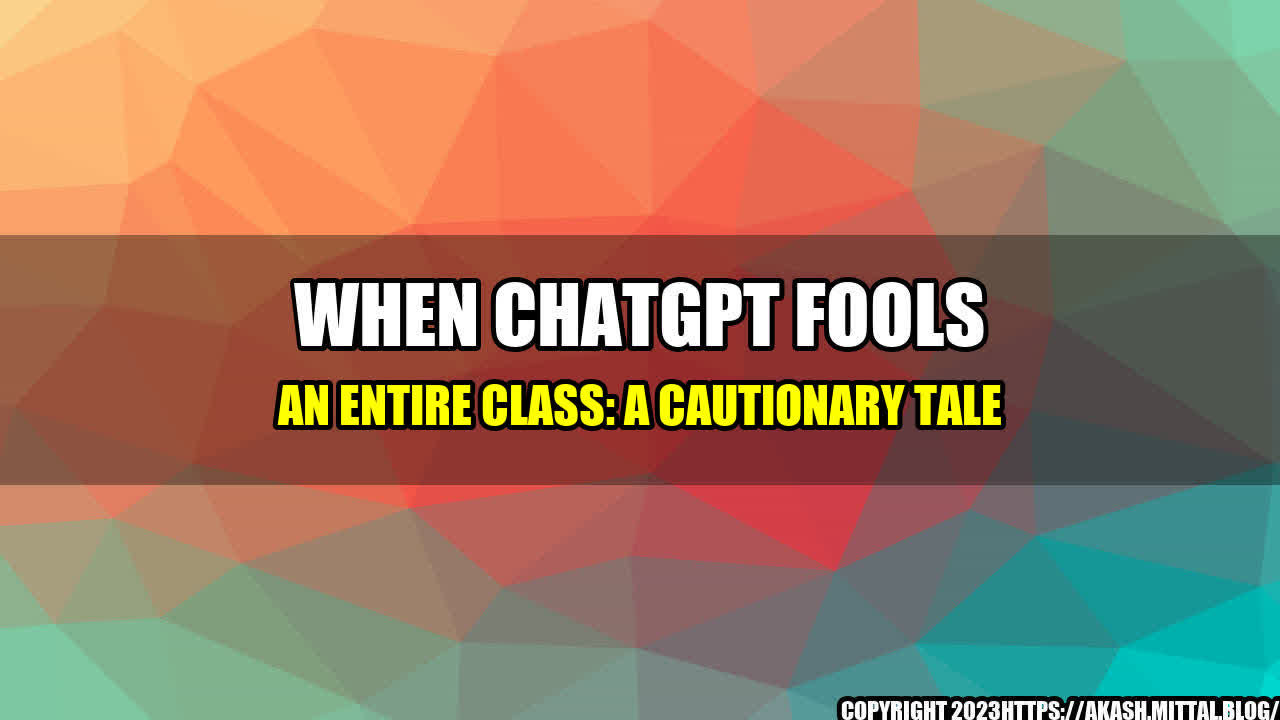 WHEN CHATGPT FOOLS
AN ENTIRE CLASS: A CAUTIONARY TALE
COPYRIGHT 2023HTTPS://AKASH.MITTAL.BLOG/